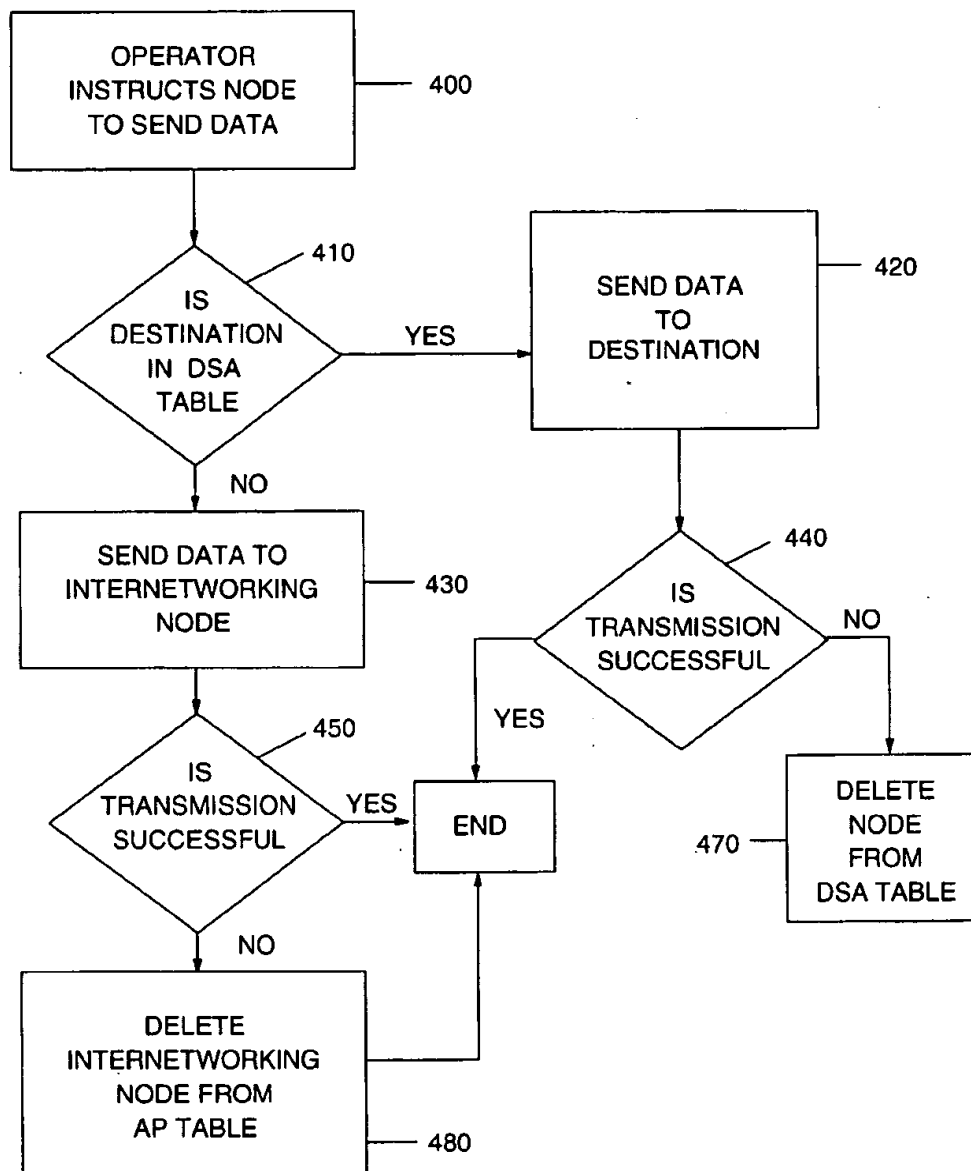 OPERATOR
INSTRUCTS NODE
TO SEND DATA
400
410
IS
DESTINATION
IN DSA
TABLE
YES
SEND DATA
TO
DESTINATION
420
NO
SEND DATA TO
INTERNETWORKING
NODE
430
440
IS
TRANSMISSION
SUCCESSFUL
NO
YES
450
IS
TRANSMISSION
SUCCESSFUL
YES
END
470
DELETE
NODE
FROM
DSA TABLE
NO
DELETE
INTERNETWORKING
NODE FROM
AP TABLE
480